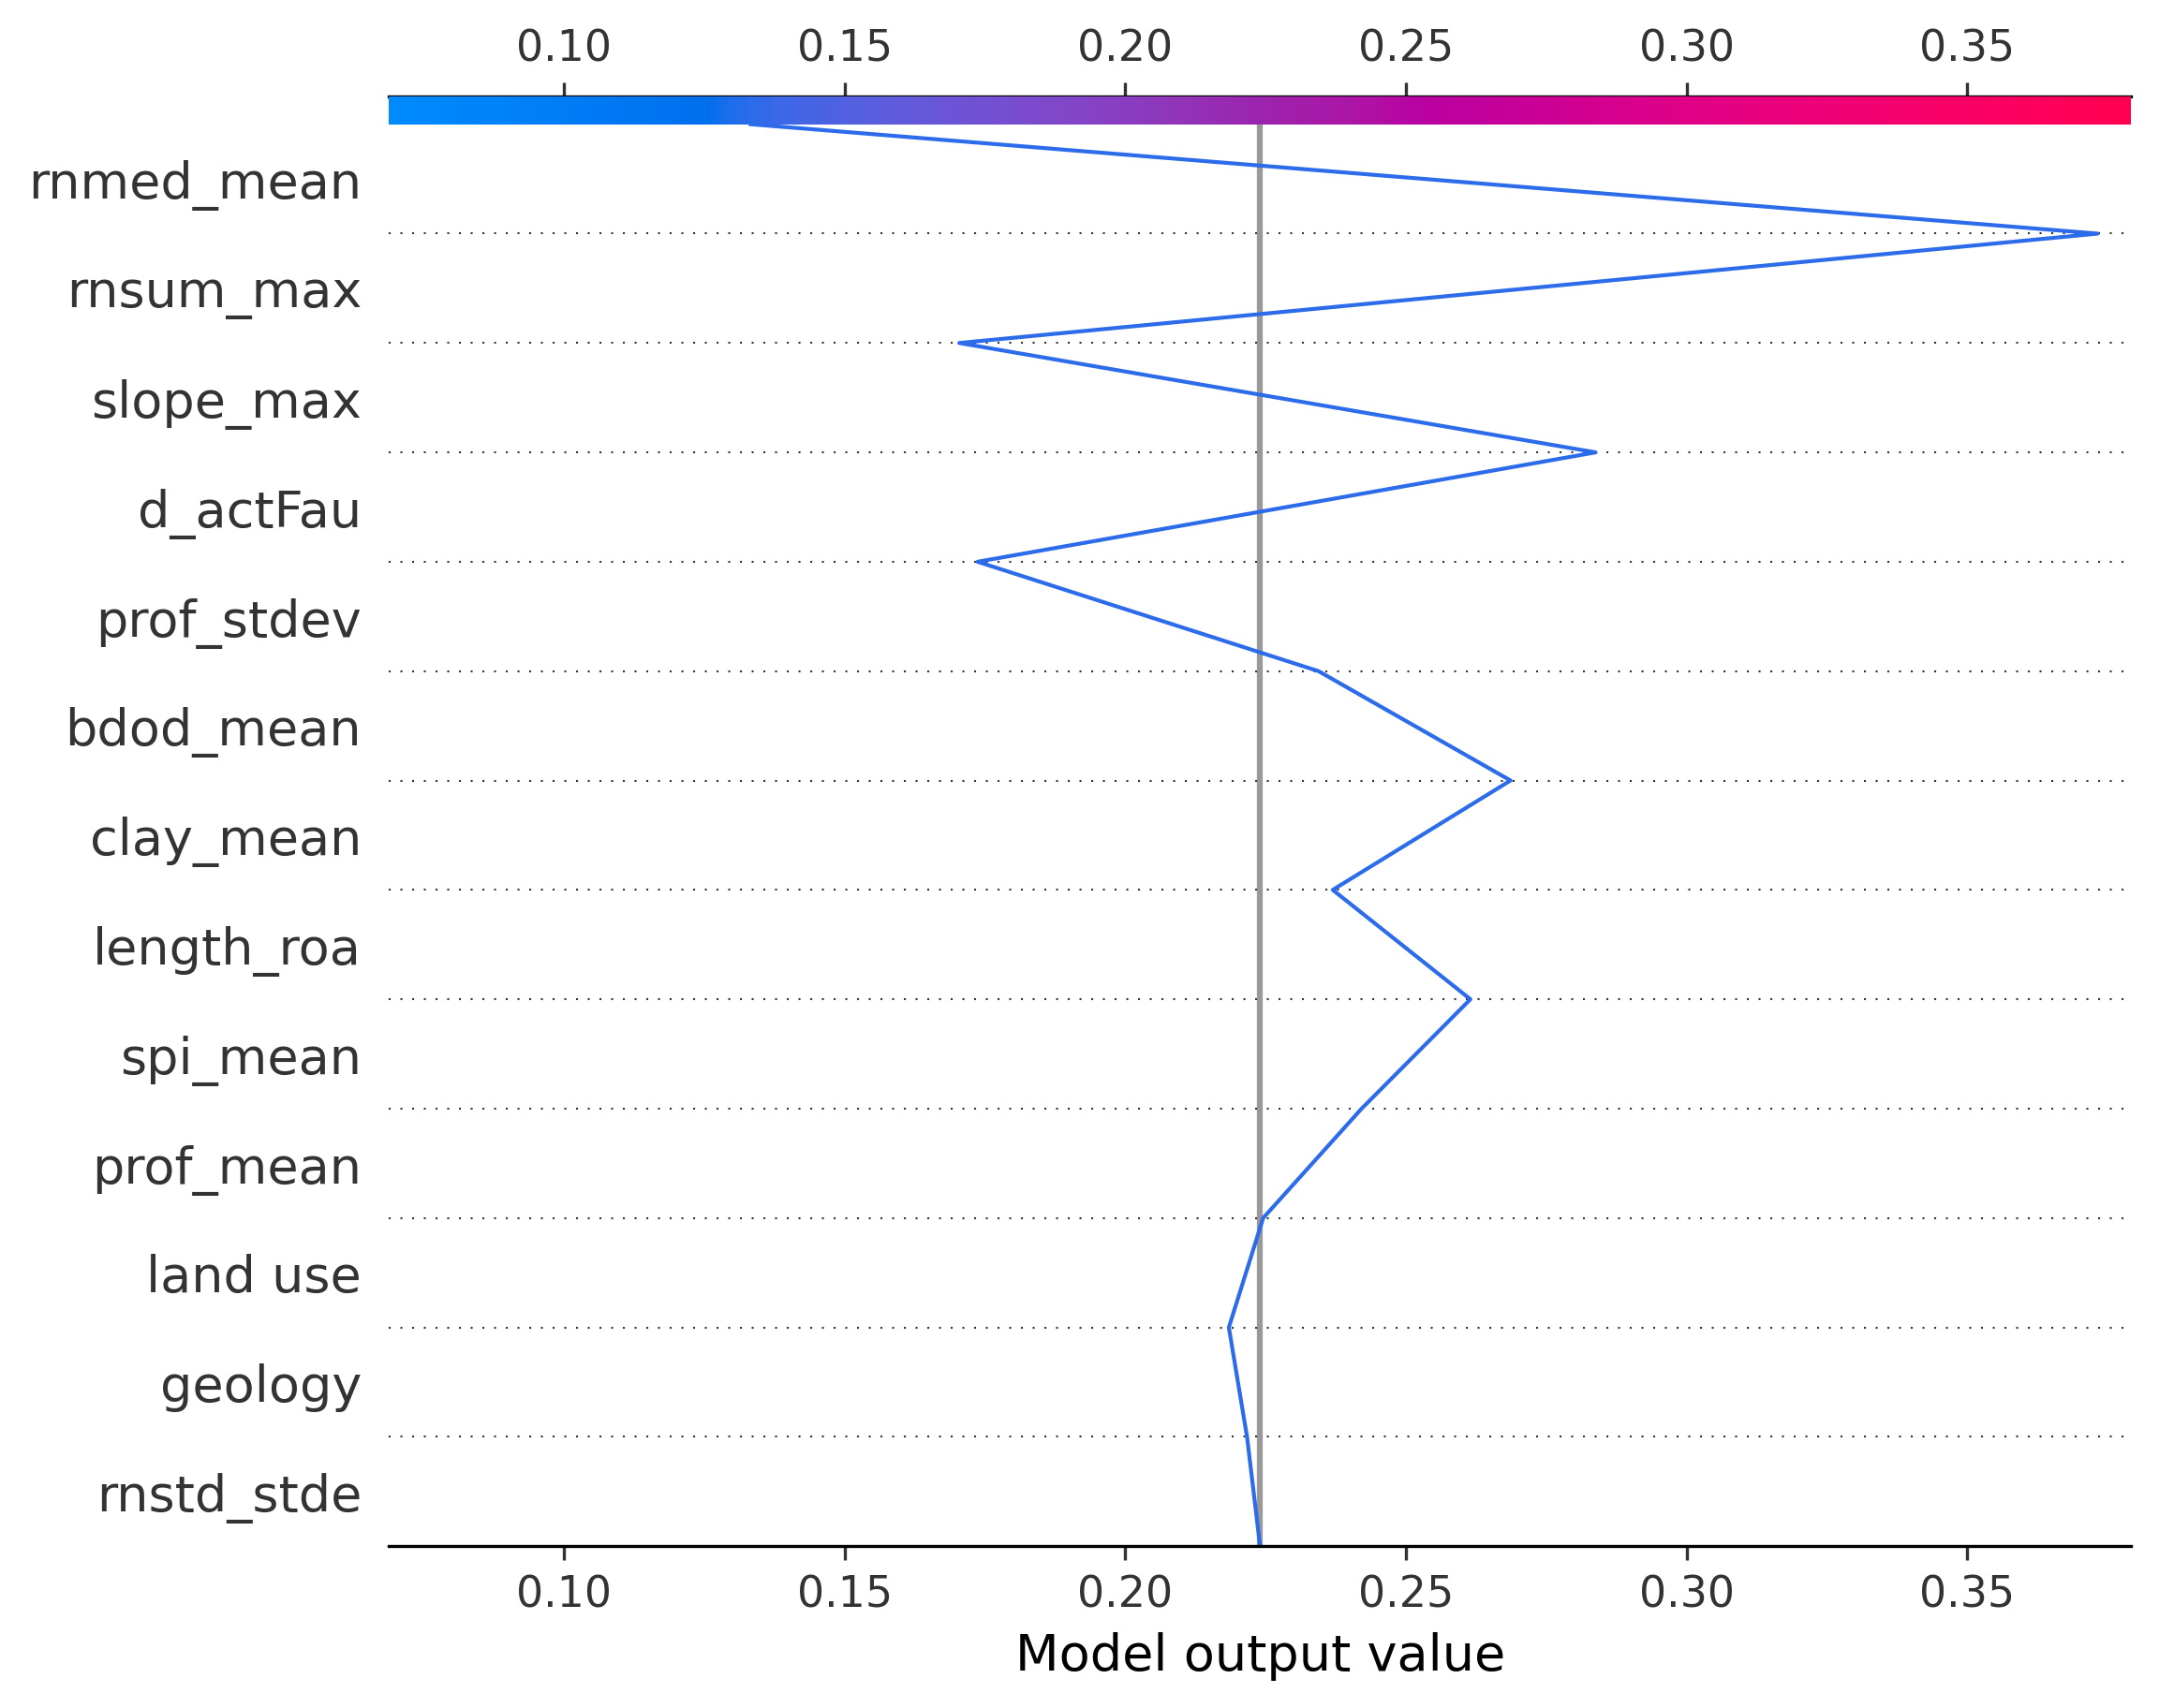 0.10 0.15 0.20 0.25 0.30 0.35
rnmed_mean
rnsum_max
slope_max
d_actFau
prof_stdev
bdod_mean
clay_mean
length_roa
spi_mean
prof_mean
land use
geology
rnstd_stde
0.10 0.15 0.20 0.25 0.30 0.35
Model output value